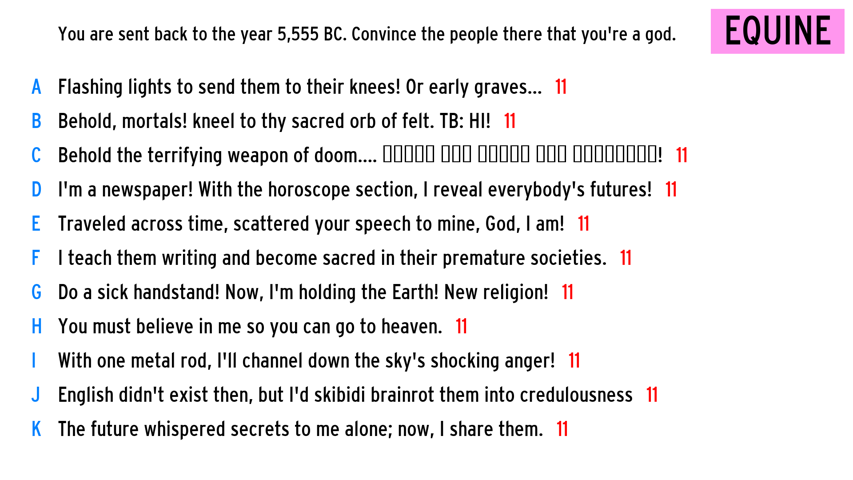 You are sent back to the year 5,555 BC. Convince the people there that you're a god.
EQUINE
A Flashing lights to send them to their knees! Or early graves... 11
B Behold, mortals! kneel to thy sacred orb of felt. TB: HI! 11
C Behold the terrifying weapon of doom.... ▯▯▯▯▯ ▯▯▯ ▯▯▯▯▯ ▯▯▯ ▯▯▯▯▯▯▯▯! 11
D I'm a newspaper! With the horoscope section, I reveal everybody's futures! 11
E Traveled across time, scattered your speech to mine, God, I am! 11
F I teach them writing and become sacred in their premature societies. 11
G Do a sick handstand! Now, I'm holding the Earth! New religion! 11
H You must believe in me so you can go to heaven. 11
I With one metal rod, I'll channel down the sky's shocking anger! 11
J English didn't exist then, but I'd skibidi brainrot them into credulousness 11
K The future whispered secrets to me alone; now, I share them. 11